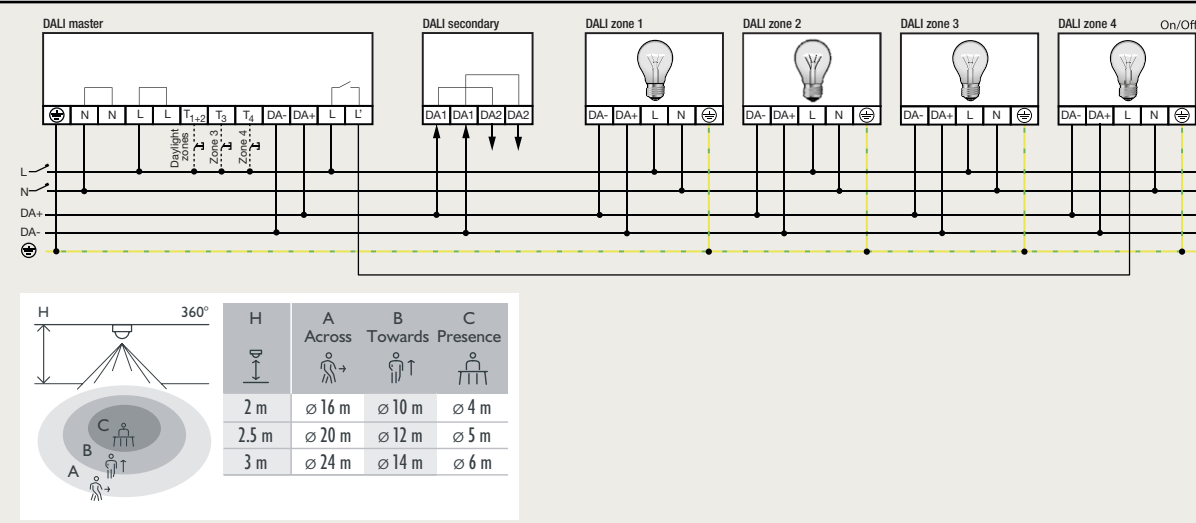 DALI master
DALI secondary
DALI zone 1
DALI zone 2
DALI zone 3
DALI zone 4
On/Off
N N L L T1+2 T3 T4 DA- DA+ L L'
DA1 DA1 DA2 DA2
DA- DA+ L N
DA- DA+ L N
DA- DA+ L N
DA- DA+ L N
Daylight
zones
Zone 3
Zone 4
L
N
DA+
DA-
H 360°
C
B
A
H A B C
Across Towards Presence
2 m ⌀ 16 m ⌀ 10 m ⌀ 4 m
2.5 m ⌀ 20 m ⌀ 12 m ⌀ 5 m
3 m ⌀ 24 m ⌀ 14 m ⌀ 6 m